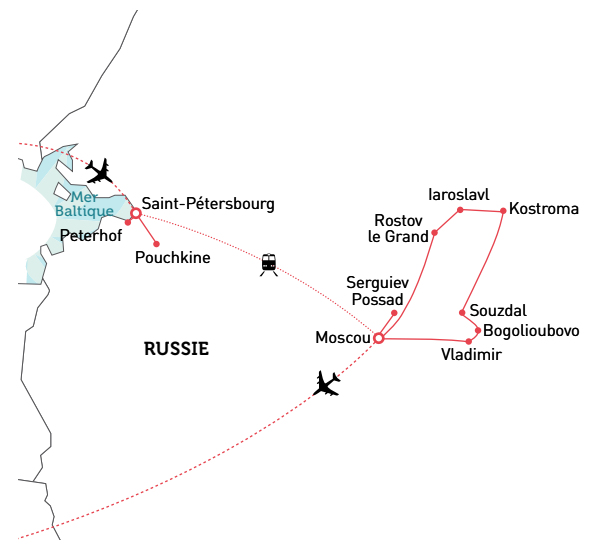 Mer
Baltique
Saint-Pétersbourg
Peterhof
Pouchkine
Iaroslavl
Kostroma
Rostov
le Grand
Serguiev
Possad
Souzdal
Bogolioubovo
Moscou
Vladimir
RUSSIE